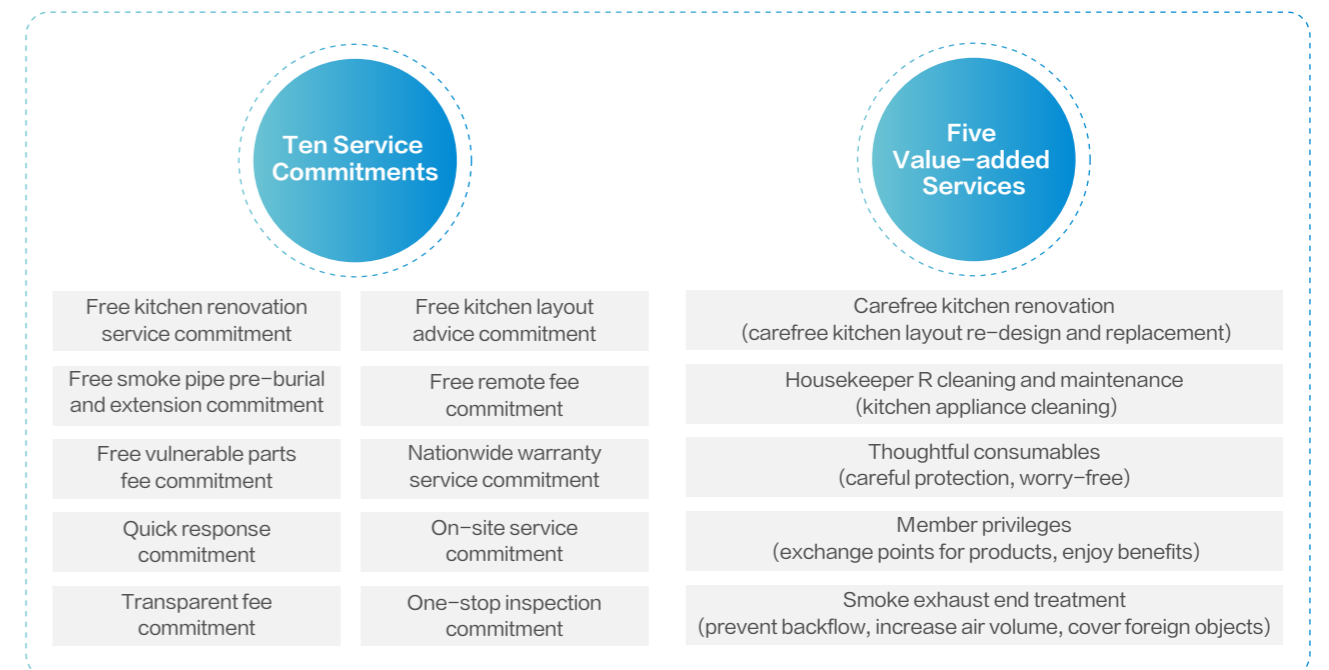 Ten Service
Commitments
Free kitchen renovation
service commitment
Free kitchen layout
advice commitment
Free smoke pipe pre-burial
and extension commitment
Free remote fee
commitment
Free vulnerable parts
fee commitment
Nationwide warranty
service commitment
Quick response
commitment
On-site service
commitment
Transparent fee
commitment
One-stop inspection
commitment
Five
Value-added
Services
Carefree kitchen renovation
(carefree kitchen layout re-design and replacement)
Housekeeper R cleaning and maintenance
(kitchen appliance cleaning)
Thoughtful consumables
(careful protection, worry-free)
Member privileges
(exchange points for products, enjoy benefits)
Smoke exhaust end treatment
(prevent backflow, increase air volume, cover foreign objects)